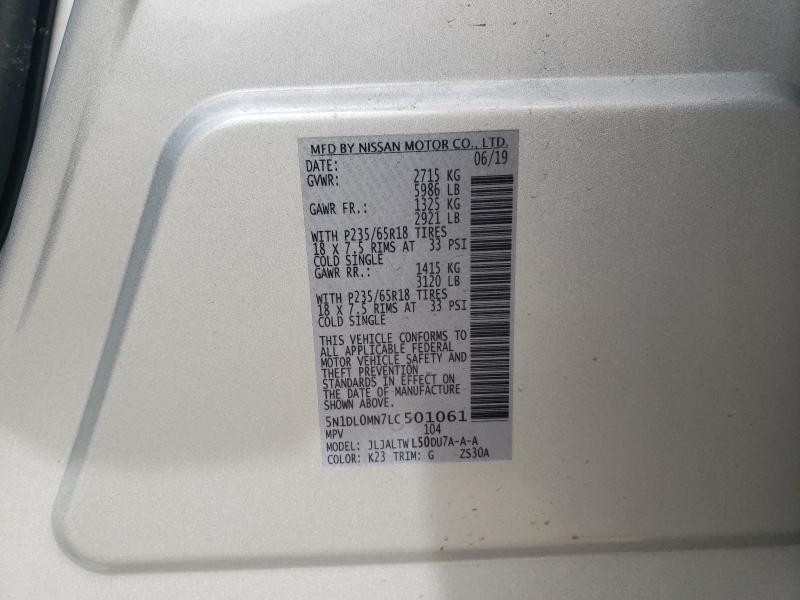 MFD BY NISSAN MOTOR CO., LTD.
DATE: 06/19
GVWR: 2715 KG
5986 LB
GAWR FR.: 1325 KG
2921 LB
WITH P235/65R18 TIRES
18 X 7.5 RIMS AT 33 PSI
COLD SINGLE
GAWR RR.: 1415 KG
3120 LB
WITH P235/65R18 TIRES
18 X 7.5 RIMS AT 33 PSI
COLD SINGLE
THIS VEHICLE CONFORMS TO
ALL APPLICABLE FEDERAL
MOTOR VEHICLE SAFETY AND
THEFT PREVENTION
STANDARDS IN EFFECT ON
THE DATE OF MANUFACTURE
SHOWN ABOVE.
5N1DL0MN7LC501061
MPV 104
MODEL: JLJALTWL50DU7A-A-A
COLOR: K23 TRIM: G ZS30A